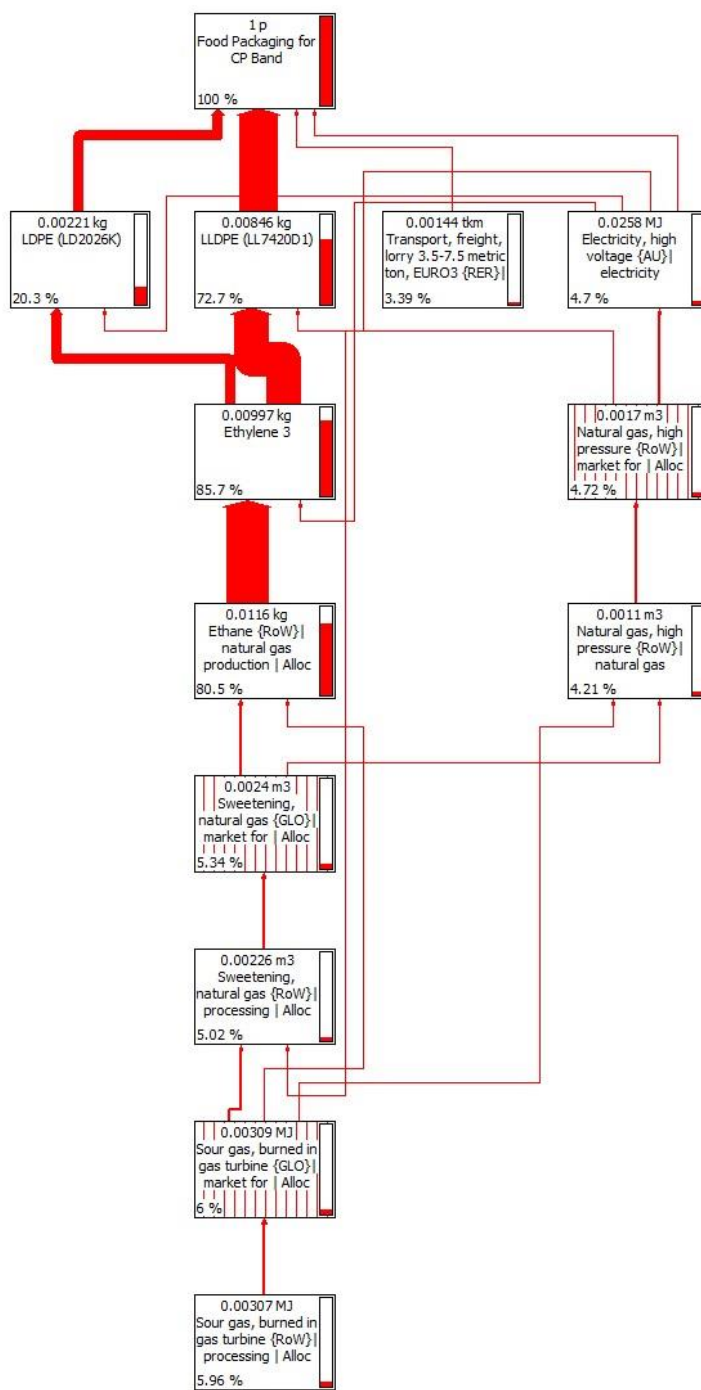 1 p
Food Packaging for
CP Band
100 %
0.00221 kg
LDPE (LD2026K)
20.3 %
0.00846 kg
LLDPE (LL7420D1)
72.7 %
0.00144 tkm
Transport, freight,
lorry 3.5-7.5 metric
ton, EURO3 {RER}|
3.39 %
0.0258 MJ
Electricity, high
voltage {AU}|
electricity
4.7 %
0.00997 kg
Ethylene 3
85.7 %
0.0017 m3
Natural gas, high
pressure {RoW}|
market for | Alloc
4.72 %
0.0116 kg
Ethane {RoW}|
natural gas
production | Alloc
80.5 %
0.0011 m3
Natural gas, high
pressure {RoW}|
natural gas
4.21 %
0.0024 m3
Sweetening,
natural gas {GLO}|
market for | Alloc
5.34 %
0.00226 m3
Sweetening,
natural gas {RoW}|
processing | Alloc
5.02 %
0.00309 MJ
Sour gas, burned in
gas turbine {GLO}|
market for | Alloc
6 %
0.00307 MJ
Sour gas, burned in
gas turbine {RoW}|
processing | Alloc
5.96 %